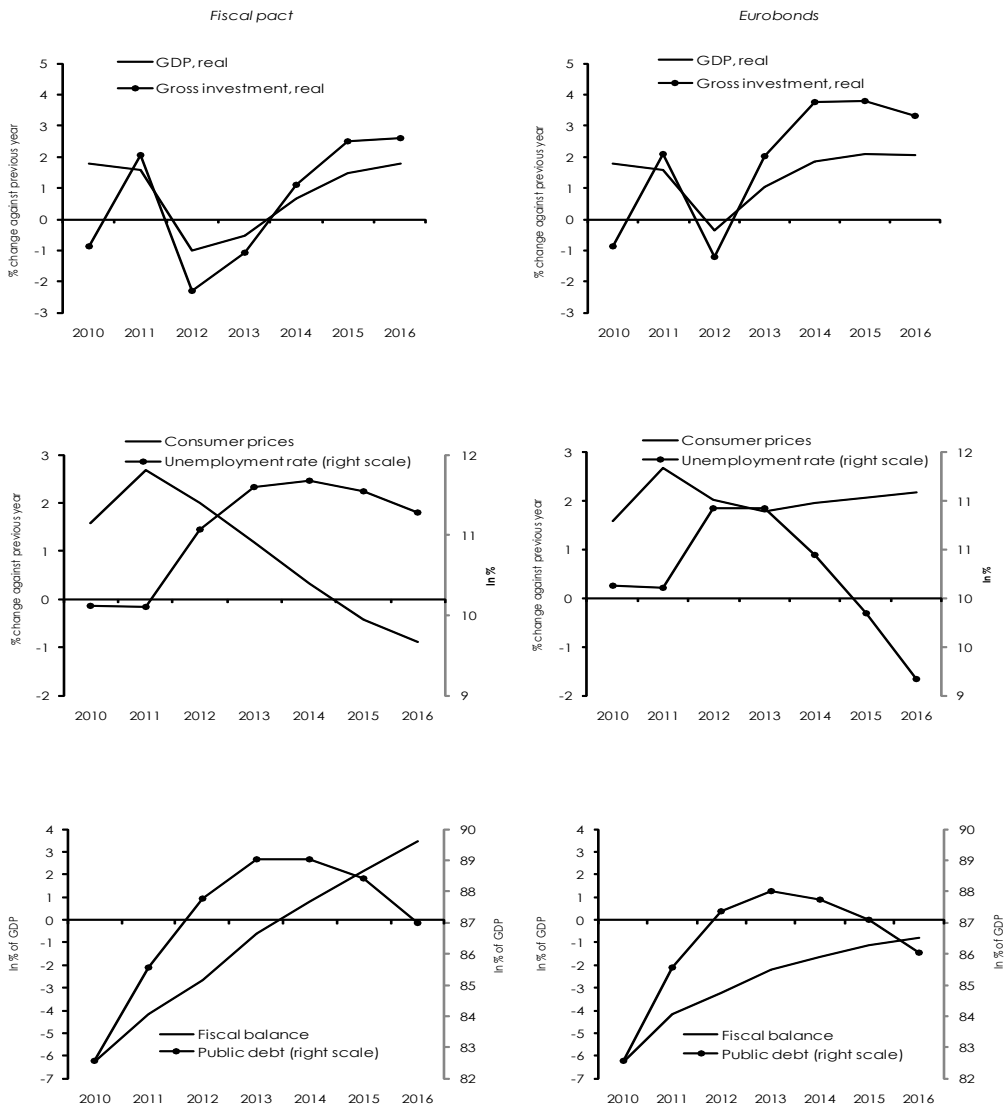 Fiscal pact
GDP, real
Gross investment, real
% change against previous year
5
4
3
2
1
0
-1
-2
-3
2010 2011 2012 2013 2014 2015 2016
Eurobonds
GDP, real
Gross investment, real
% change against previous year
5
4
3
2
1
0
-1
-2
-3
2010 2011 2012 2013 2014 2015 2016
Consumer prices
Unemployment rate (right scale)
% change against previous year
3
2
1
0
-1
-2
12
11
10
9
In %
2010 2011 2012 2013 2014 2015 2016
Consumer prices
Unemployment rate (right scale)
% change against previous year
3
2
1
0
-1
-2
12
11
11
10
10
9
In %
2010 2011 2012 2013 2014 2015 2016
In % of GDP
4
3
2
1
0
-1
-2
-3
-4
-5
-6
-7
90
89
88
87
86
85
84
83
82
In % of GDP
Fiscal balance
Public debt (right scale)
2010 2011 2012 2013 2014 2015 2016
In % of GDP
4
3
2
1
0
-1
-2
-3
-4
-5
-6
-7
90
89
88
87
86
85
84
83
82
In % of GDP
Fiscal balance
Public debt (right scale)
2010 2011 2012 2013 2014 2015 2016